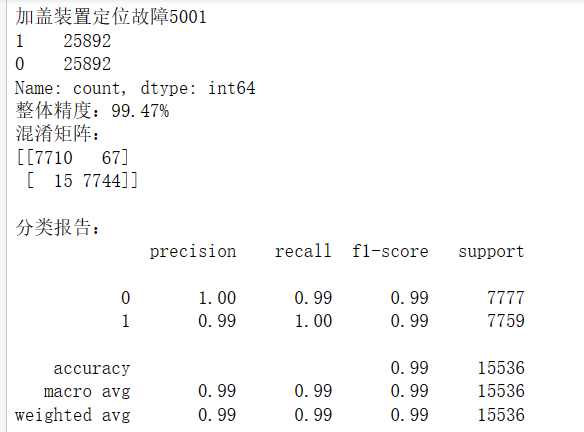 加盖装置定位故障5001
1    25892
0    25892
Name: count, dtype: int64
整体精度：99.47%
混淆矩阵：
[[7710   67]
 [  15 7744]]
分类报告：
              precision    recall  f1-score   support
           0       1.00      0.99      0.99      7777
           1       0.99      1.00      0.99      7759
    accuracy                           0.99     15536
   macro avg       0.99      0.99      0.99     15536
weighted avg       0.99      0.99      0.99     15536